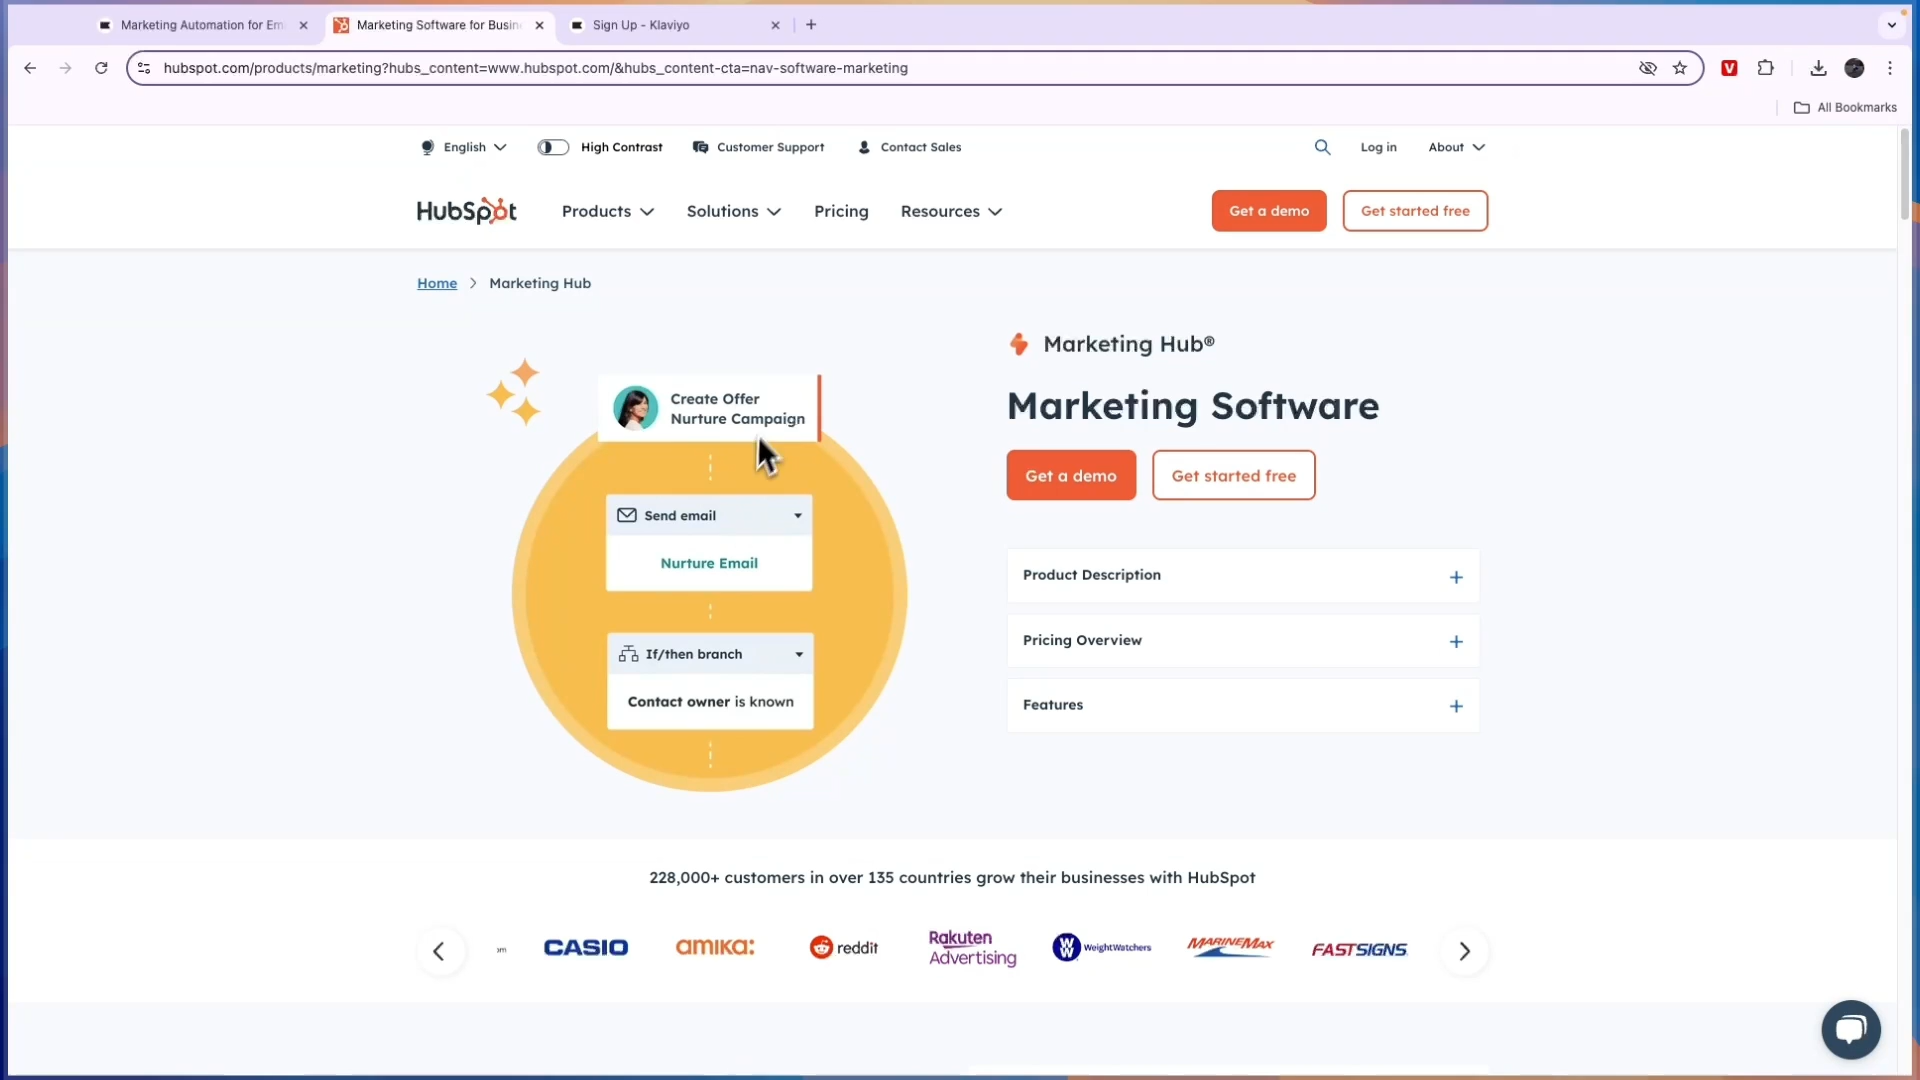 Marketing Automation for Em
Marketing Software for Busin
Sign Up - Klaviyo
hubspot.com/products/marketing?hubs_content=www.hubspot.com/&hubs_content-cta=nav-software-marketing
V
All Bookmarks
English
High Contrast
Customer Support
Contact Sales
Log in
About
HubSpot
Products
Solutions
Pricing
Resources
Get a demo
Get started free
Home
Marketing Hub
Create Offer
Nurture Campaign
Send email
Nurture Email
If/then branch
Contact owner is known
Marketing Hub®
Marketing Software
Get a demo
Get started free
Product Description
Pricing Overview
Features
228,000+ customers in over 135 countries grow their businesses with HubSpot
om
CASIO
amika:
reddit
Rakuten
Advertising
W
W
WeightWatchers
MARINEMAX
FASTSIGNS